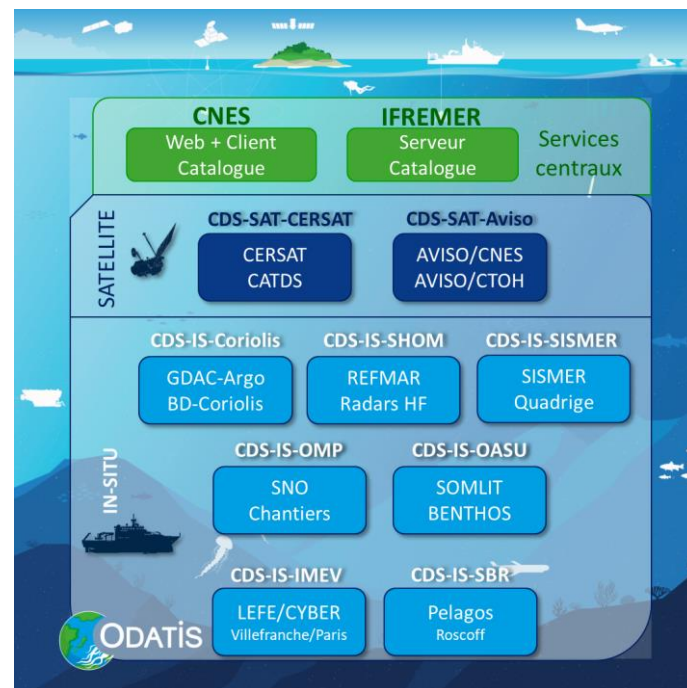 CNES
IFREMER
Web + Client
Catalogue
Serveur
Catalogue
Services
centraux
SATELLITE
CDS-SAT-CERSAT
CDS-SAT-Aviso
CERSAT
CATDS
AVISO/CNES
AVISO/CTOH
IN-SITU
CDS-IS-Coriolis
CDS-IS-SHOM
CDS-IS-SISMER
GDAC-Argo
BD-Coriolis
REFMAR
Radars HF
SISMER
Quadrige
CDS-IS-OMP
CDS-IS-OASU
SNO
Chantiers
SOMLIT
BENTHOS
CDS-IS-IMEV
CDS-IS-SBR
LEFE/CYBER
Villefranche/Paris
Pelagos
Roscoff
ODATiS